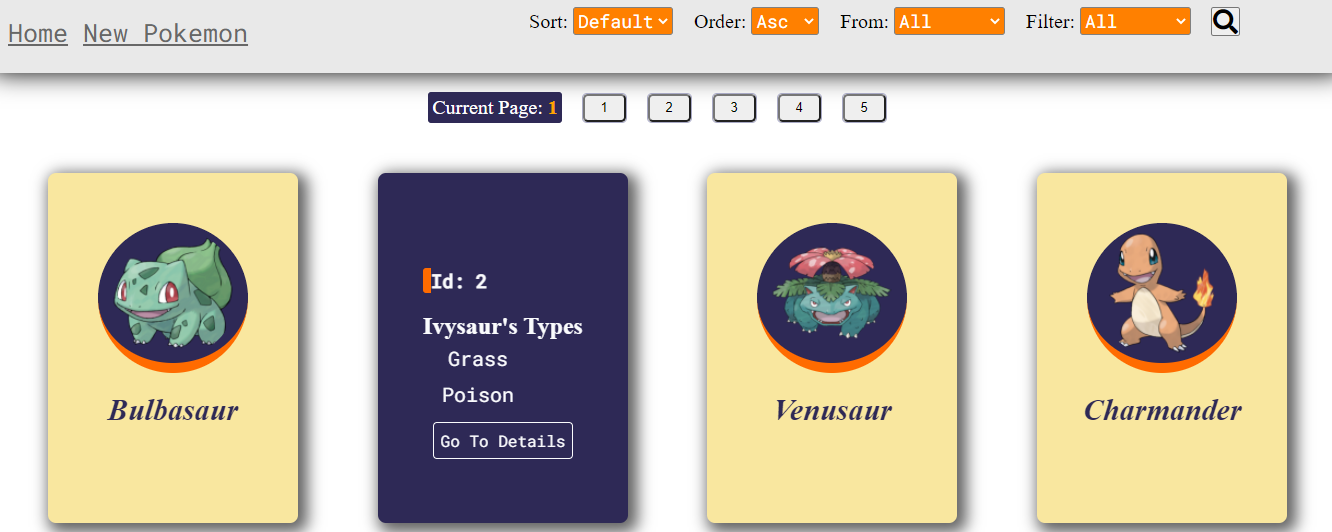 Home New Pokemon Sort: Default Order: Asc From: All Filter: All
Current Page: 1 1 2 3 4 5
Id: 2
Ivysaur's Types
Grass
Poison
Go To Details
Bulbasaur
Venusaur
Charmander